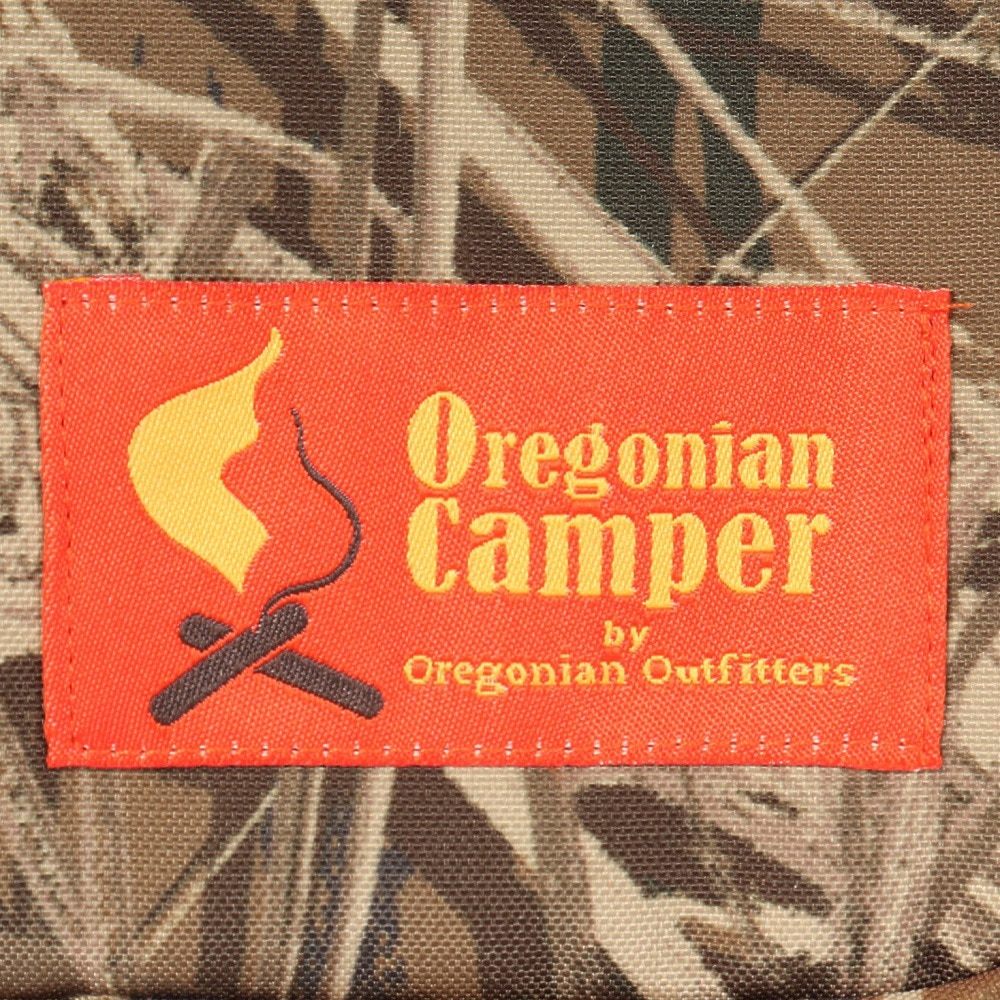 Oregonian
Camper
by
Oregonian Outfitters